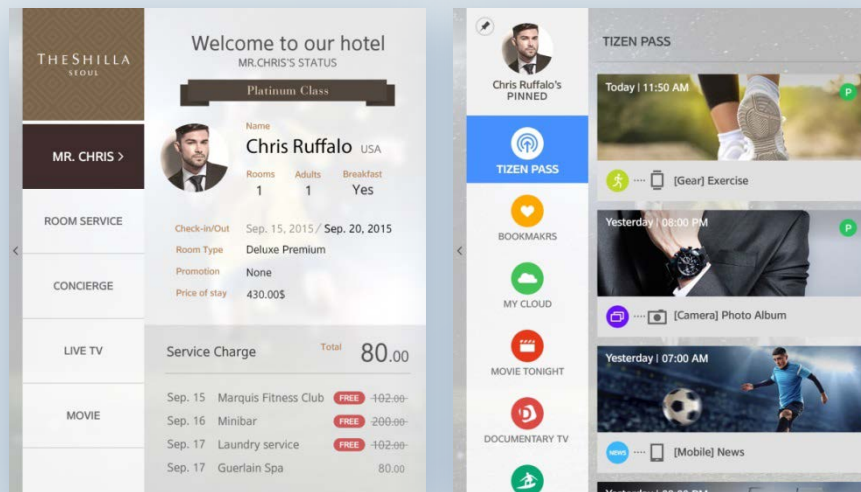 THE SHILLA
SEOUL
MR. CHRIS >
ROOM SERVICE
CONCIERGE
LIVE TV
MOVIE
Welcome to our hotel
MR.CHRIS'S STATUS
Platinum Class
Name
Chris Ruffalo USA
Rooms Adults Breakfast
1 1 Yes
Check-in/Out Sep. 15, 2015 / Sep. 20, 2015
Room Type Deluxe Premium
Promotion None
Price of stay 430.00$
Service Charge Total 80.00
Sep. 15 Marquis Fitness Club FREE 102.00
Sep. 16 Minibar FREE 200.00
Sep. 17 Laundry service FREE 102.00
Sep. 17 Guerlain Spa 80.00
Chris Ruffalo's
PINNED
TIZEN PASS
BOOKMAKRS
MY CLOUD
MOVIE TONIGHT
DOCUMENTARY TV
TIZEN PASS
Today | 11:50 AM
P
[Gear] Exercise
Yesterday | 08:00 PM
P
[Camera] Photo Album
Yesterday | 07:00 AM
NEWS
[Mobile] News